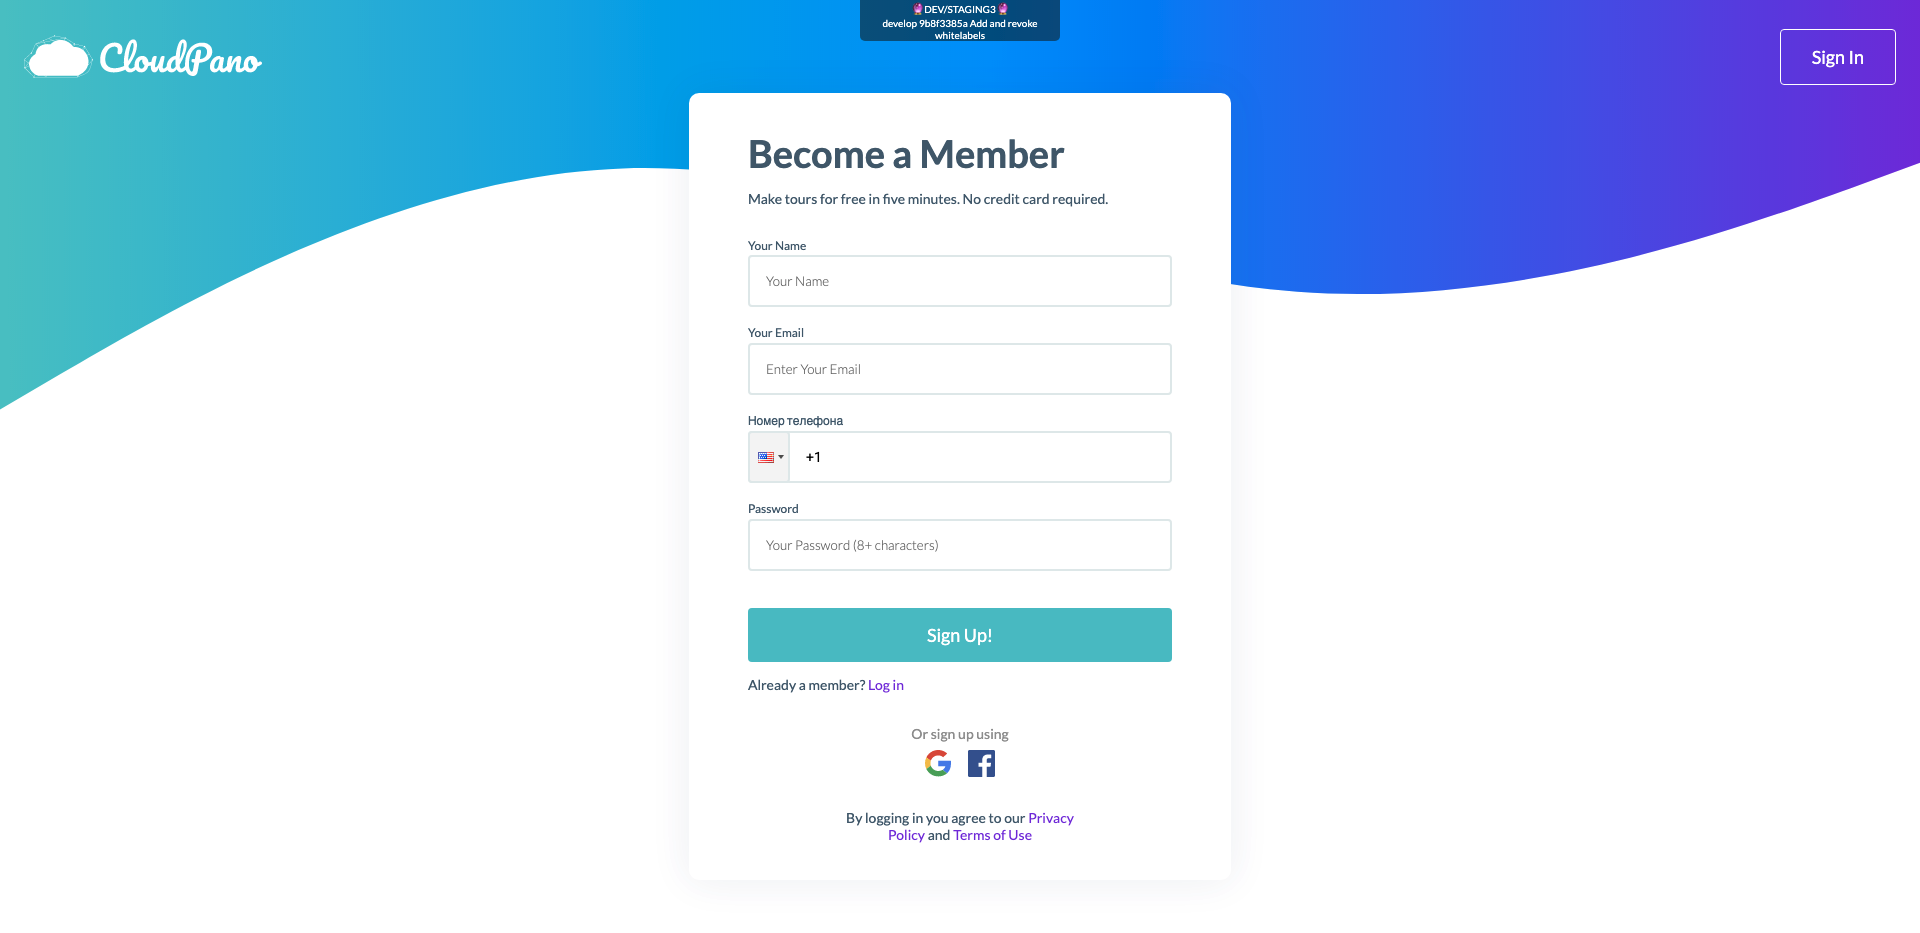 🔮DEV/STAGING3 🔮
develop 9b8f3385a Add and revoke
whitelabels
CloudPano
Sign In
Become a Member
Make tours for free in five minutes. No credit card required.
Your Name
Your Name
Your Email
Enter Your Email
Номер телефона
+1
Password
Your Password (8+ characters)
Sign Up!
Already a member? Log in
Or sign up using
By logging in you agree to our Privacy
Policy and Terms of Use